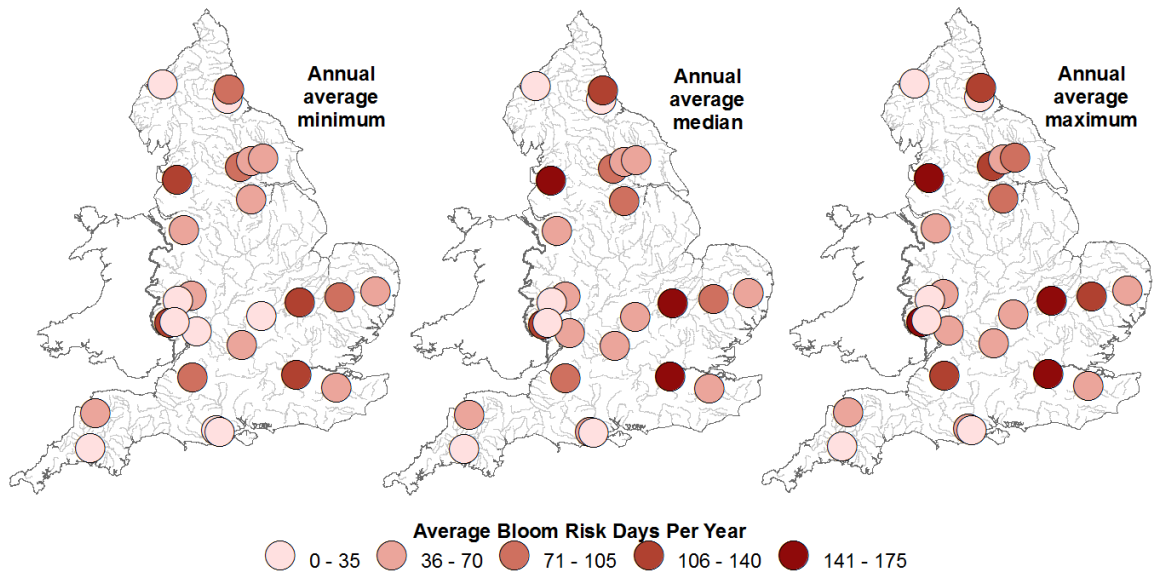 Annual
average
minimum
Annual
average
median
Annual
average
maximum
Average Bloom Risk Days Per Year
0 - 35
36 - 70
71 - 105
106 - 140
141 - 175